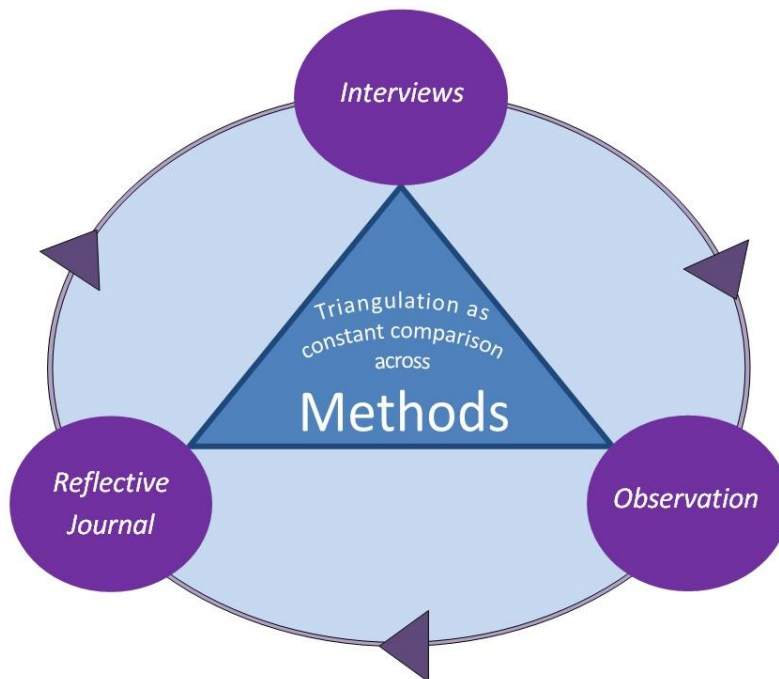 Interviews
Triangulation as
constant comparison
across
Methods
Reflective
Journal
Observation